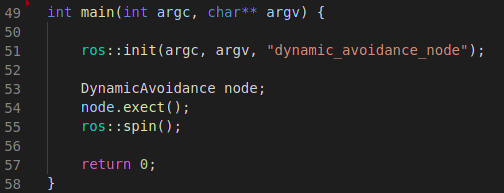 49 int main(int argc, char** argv) {
50
51     ros::init(argc, argv, "dynamic_avoidance_node");
52
53     DynamicAvoidance node;
54     node.exect();
55     ros::spin();
56
57     return 0;
58 }